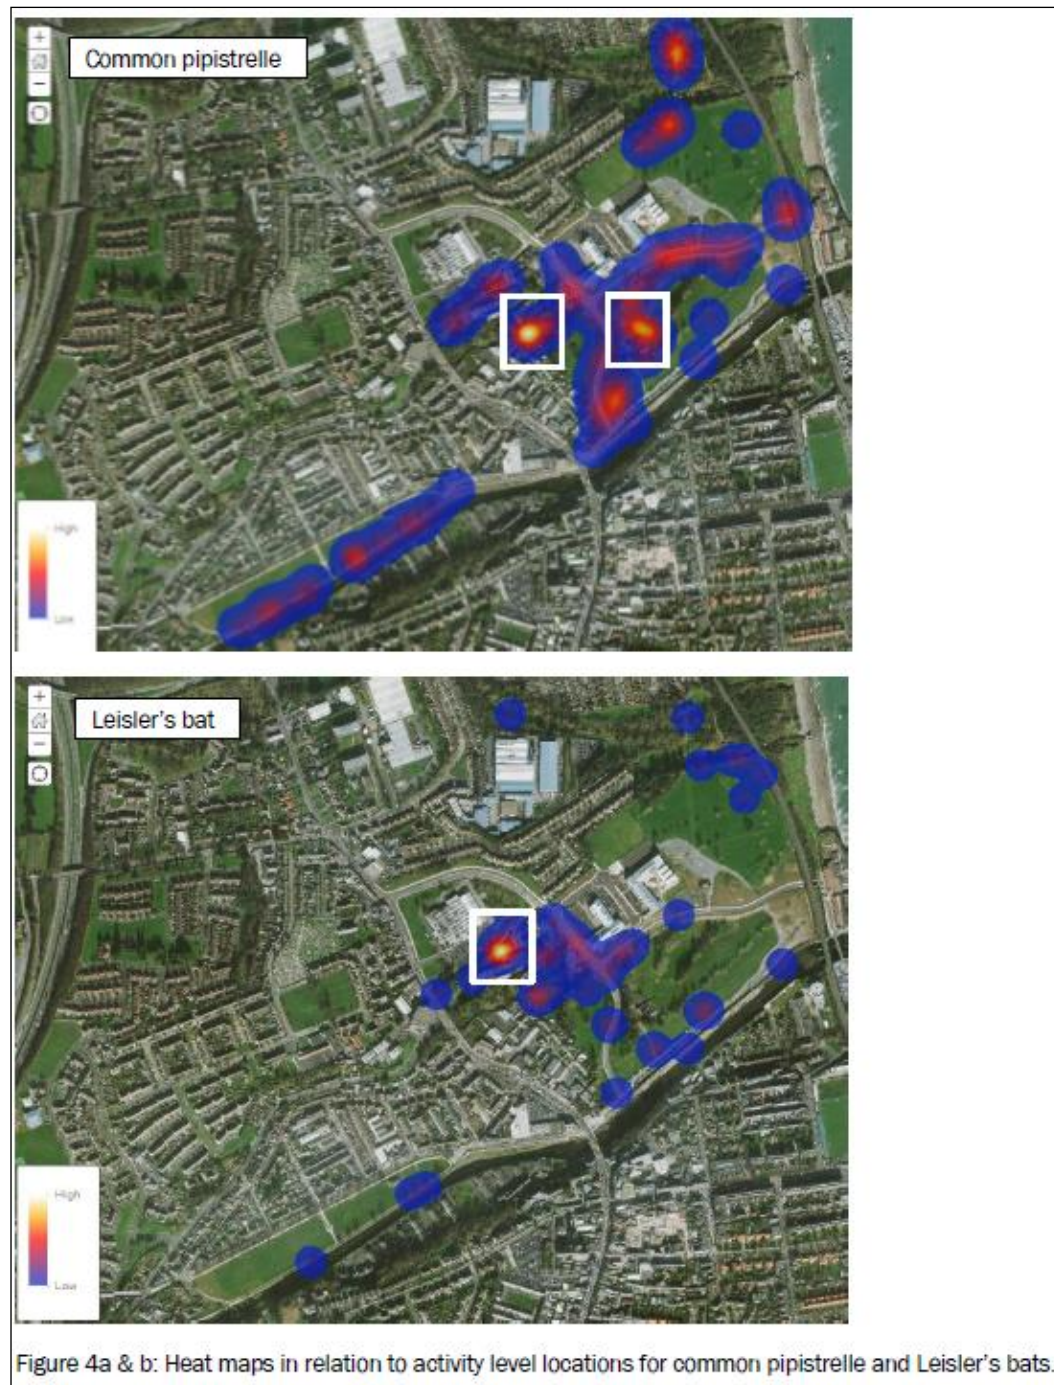 Common pipistrelle
High
Low
Leisler's bat
High
Low
Figure 4a & b: Heat maps in relation to activity level locations for common pipistrelle and Leisler's bats.